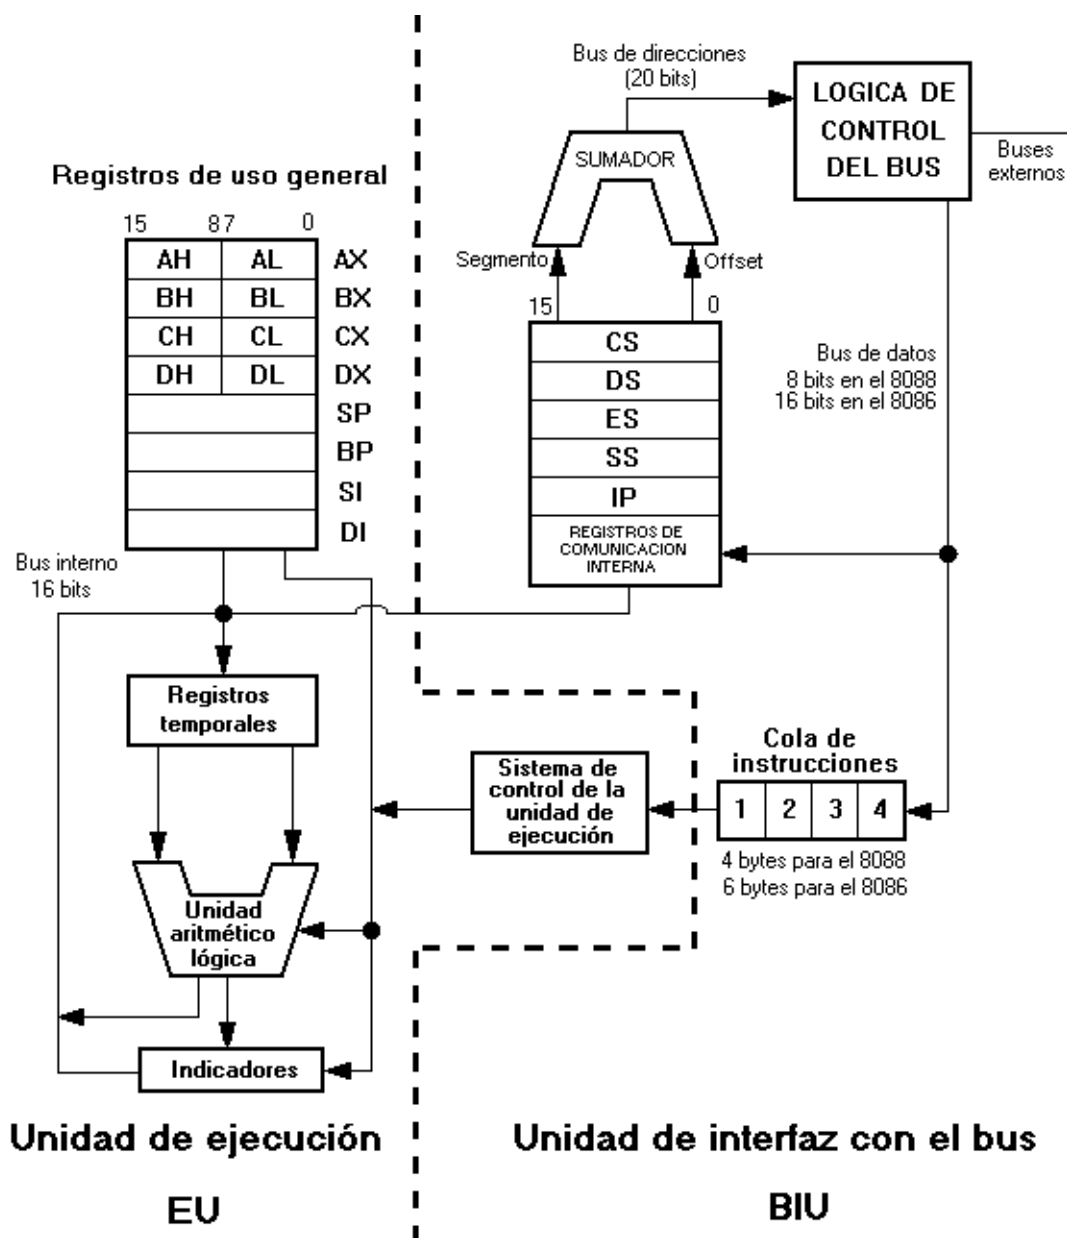 Bus de direcciones
(20 bits)
LOGICA DE
CONTROL
DEL BUS
Buses
externos
SUMADOR
Segmento
Offset
Registros de uso general
15 8 7 0
AH AL AX
BH BL BX
CH CL CX
DH DL DX
SP
BP
SI
DI
15 0
CS
DS
ES
SS
IP
REGISTROS DE
COMUNICACION
INTERNA
Bus de datos
8 bits en el 8088
16 bits en el 8086
Bus interno
16 bits
Registros
temporales
Sistema de
control de la
unidad de
ejecución
Cola de
instrucciones
1 2 3 4
4 bytes para el 8088
6 bytes para el 8086
Unidad
aritmético
lógica
Indicadores
Unidad de ejecución
EU
Unidad de interfaz con el bus
BIU